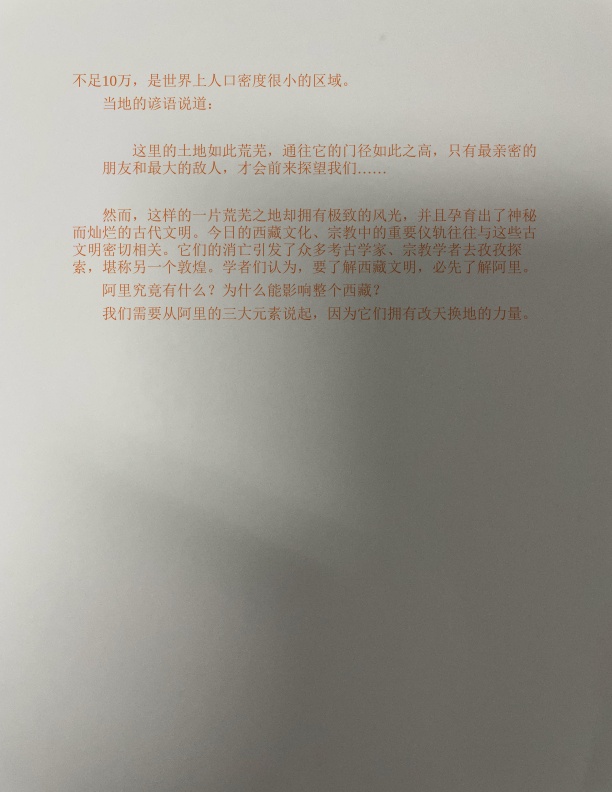 不足10万，是世界上人口密度很小的区域。
当地的谚语说道：
这里的土地如此荒芜，通往它的门径如此之高，只有最亲密的
朋友和最大的敌人，才会前来探望我们……
然而，这样的一片荒芜之地却拥有极致的风光，并且孕育出了神秘
而灿烂的古代文明。今日的西藏文化、宗教中的重要仪轨往往与这些古
文明密切相关。它们的消亡引发了众多考古学家、宗教学者去孜孜探
索，堪称另一个敦煌。学者们认为，要了解西藏文明，必先了解阿里。
阿里究竟有什么？为什么能影响整个西藏？
我们需要从阿里的三大元素说起，因为它们拥有改天换地的力量。